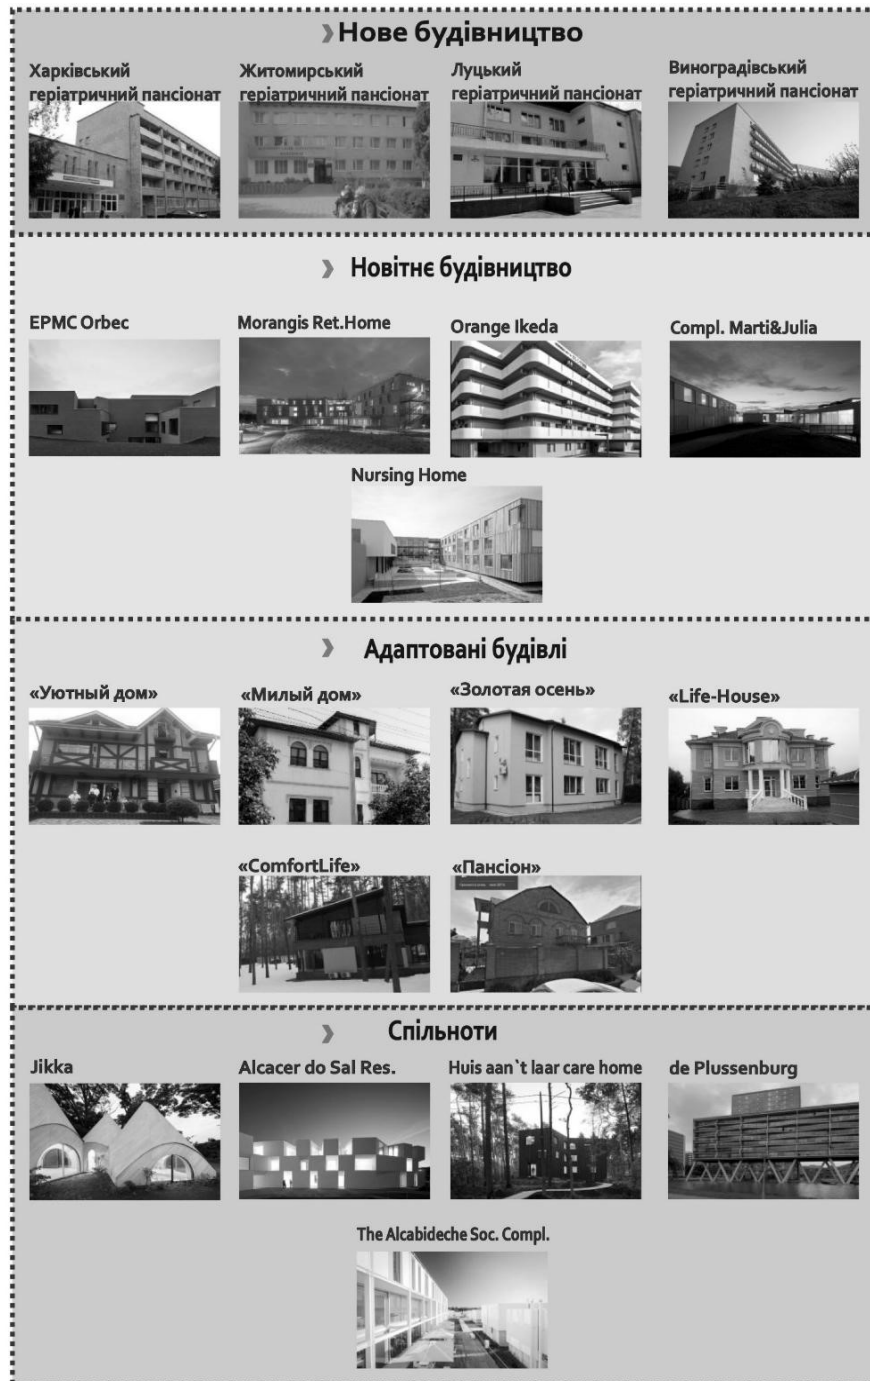 Нове будівництво
Харківський
геріатричний пансіонат
Житомирський
геріатричний пансіонат
Луцький
геріатричний пансіонат
Виноградівський
геріатричний пансіонат
Новітнє будівництво
EPMC Orbec
Morangis Ret.Home
Orange Ikeda
Compl. Marti&Julia
Nursing Home
Адаптовані будівлі
«Уютный дом»
«Милый дом»
«Золотая осень»
«Life-House»
«ComfortLife»
«Пансіон»
Спільноти
Jikka
Alcacer do Sal Res.
Huis aan`t laar care home
de Plussenburg
The Alcabideche Soc. Compl.